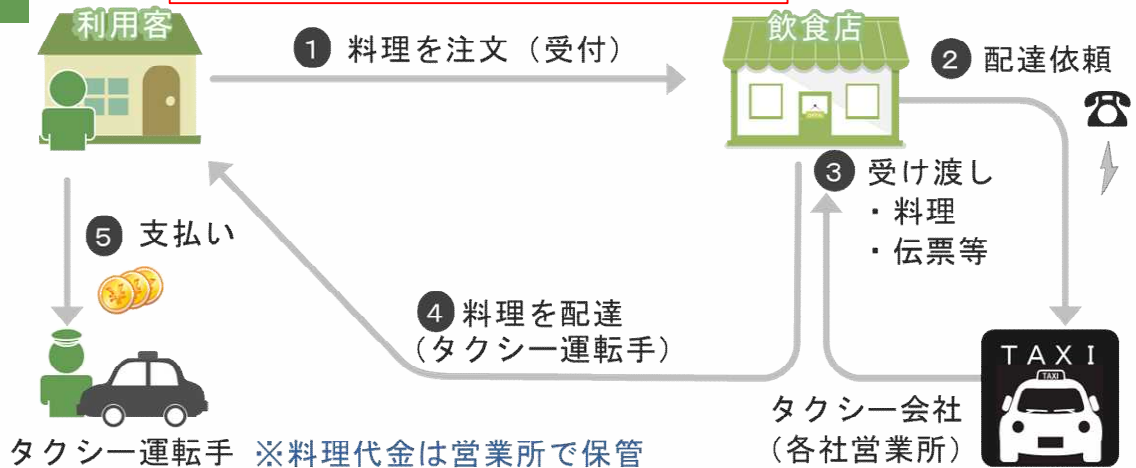 利用客
飲食店
1 料理を注文（受付）
2 配達依頼
3 受け渡し
・料理
・伝票等
5 支払い
4 料理を配達
（タクシー運転手）
TAXI
TAXI
タクシー会社
（各社営業所）
タクシー運転手 ※料理代金は営業所で保管